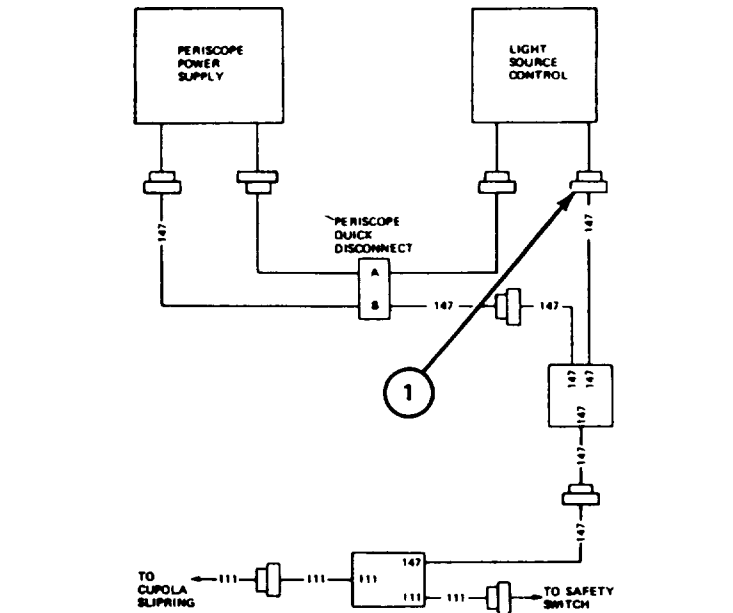 PERISCOPE
POWER
SUPPLY
LIGHT
SOURCE
CONTROL
147
147
PERISCOPE
QUICK
DISCONNECT
A
B
147
147
1
147
147
147
147
147
147
TO
CUPOLA
SLIPRING
111
111
111
111
111
TO SAFETY
SWITCH